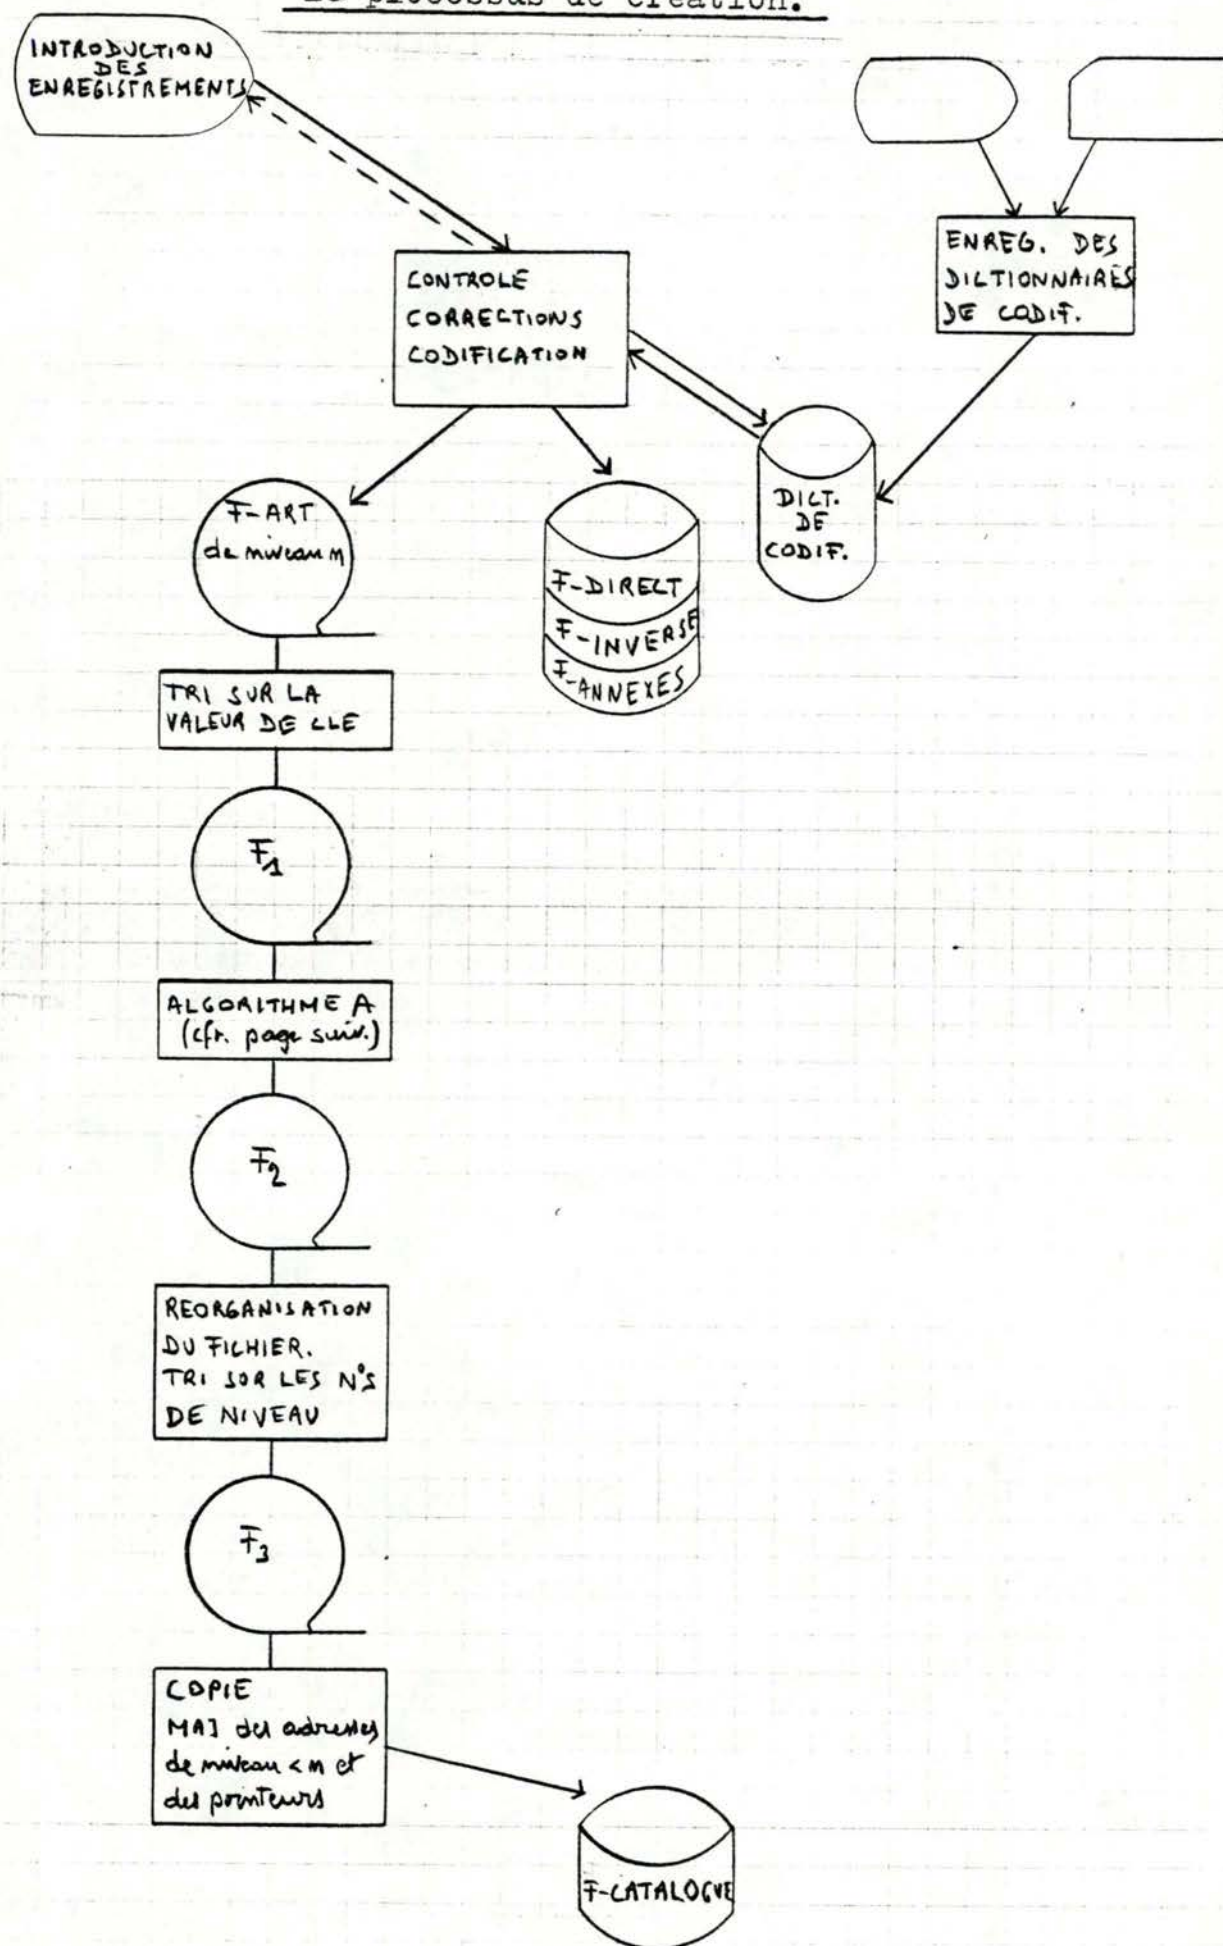 Le processus de création.
INTRODUCTION
DES
ENREGISTREMENTS
CONTROLE
CORRECTIONS
CODIFICATION
ENREG. DES
DICTIONNAIRES
DE CODIF.
DICT.
DE
CODIF.
F-ART
de niveau n
F-DIRECT
F-INVERSE
F-ANNEXES
TRI SUR LA
VALEUR DE CLE
F1
ALGORITHME A
(cfr. page suiv.)
F2
REORGANISATION
DU FICHIER.
TRI SUR LES N°S
DE NIVEAU
F3
COPIE
MAJ des adresses
de niveau < n et
des pointeurs
F-CATALOGUE